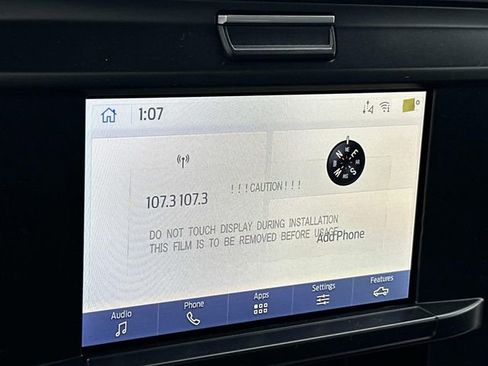 1:07
107.3 107.3
!!!CAUTION!!!
DO NOT TOUCH DISPLAY DURING INSTALLATION
THIS FILM IS TO BE REMOVED BEFORE USAGE
Add Phone
N E
W S
Audio
Phone
Apps
Settings
Features